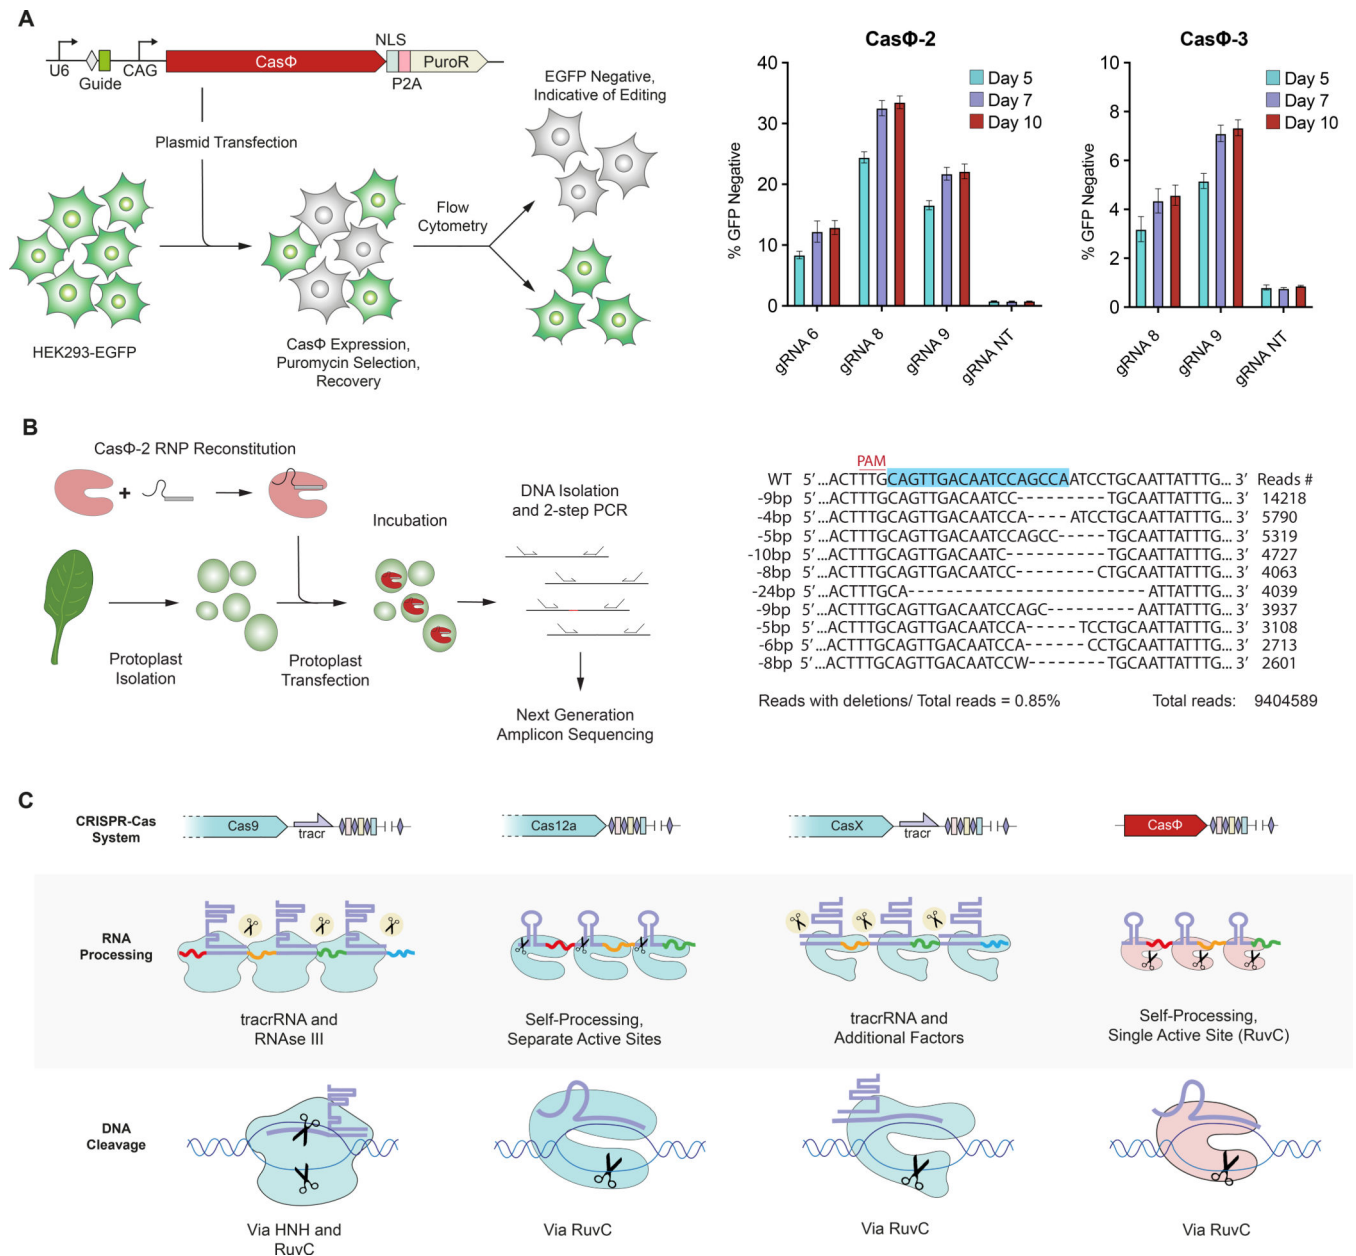 A
U6
Guide
CAG
CasΦ
NLS
P2A
PuroR
Plasmid Transfection
HEK293-EGFP
CasΦ Expression,
Puromycin Selection,
Recovery
Flow
Cytometry
EGFP Negative,
Indicative of Editing
CasΦ-2
% GFP Negative
40
30
20
10
0
Day 5
Day 7
Day 10
gRNA 6
gRNA 8
gRNA 9
gRNA NT
CasΦ-3
% GFP Negative
8
6
4
2
0
Day 5
Day 7
Day 10
gRNA 8
gRNA 9
gRNA NT
B
CasΦ-2 RNP Reconstitution
+
Incubation
Protoplast
Isolation
Protoplast
Transfection
DNA Isolation
and 2-step PCR
Next Generation
Amplicon Sequencing
PAM
WT 5’...ACTTTGCAGTTGACAATCCAGCCAATCCTGCAATTATTTG... 3’ Reads #
-9bp 5’...ACTTTGCAGTTGACAATCC---------TGCAATTATTTG... 3’ 14218
-4bp 5’...ACTTTGCAGTTGACAATCCA----ATCCTGCAATTATTTG... 3’ 5790
-5bp 5’...ACTTTGCAGTTGACAATCCAGCC-----TGCAATTATTTG... 3’ 5319
-10bp 5’...ACTTTGCAGTTGACAATC----------TGCAATTATTTG... 3’ 4727
-8bp 5’...ACTTTGCAGTTGACAATCC--------CTGCAATTATTTG... 3’ 4063
-24bp 5’...ACTTTGCA------------------------ATTATTTG... 3’ 4039
-9bp 5’...ACTTTGCAGTTGACAATCCAGC---------AATTATTTG... 3’ 3937
-5bp 5’...ACTTTGCAGTTGACAATCCA-----TCCTGCAATTATTTG... 3’ 3108
-6bp 5’...ACTTTGCAGTTGACAATCCA------CCTGCAATTATTTG... 3’ 2713
-8bp 5’...ACTTTGCAGTTGACAATCCW--------TGCAATTATTTG... 3’ 2601
Reads with deletions/ Total reads = 0.85% Total reads: 9404589
C
CRISPR-Cas
System
Cas9
tracr
Cas12a
CasX
tracr
CasΦ
RNA
Processing
tracrRNA and
RNAse III
Self-Processing,
Separate Active Sites
tracrRNA and
Additional Factors
Self-Processing,
Single Active Site (RuvC)
DNA
Cleavage
Via HNH and
RuvC
Via RuvC
Via RuvC
Via RuvC